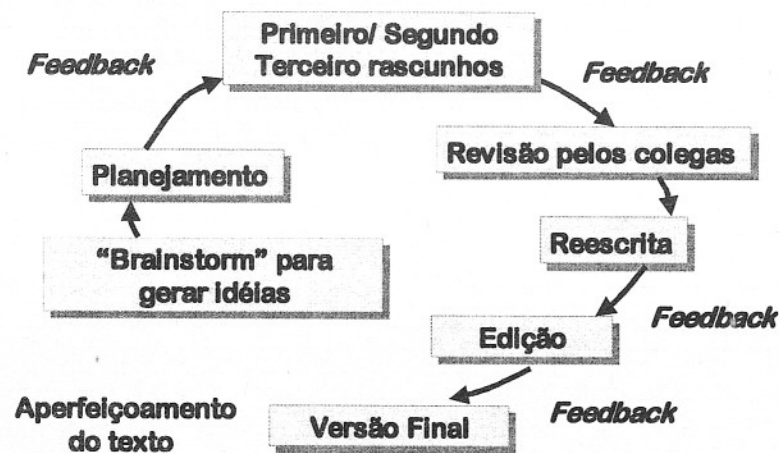 Primeiro/ Segundo
Terceiro rascunhos
Feedback
Feedback
Revisão pelos colegas
Planejamento
Reescrita
“Brainstorm” para
gerar idéias
Feedback
Edição
Aperfeiçoamento
do texto
Versão Final
Feedback